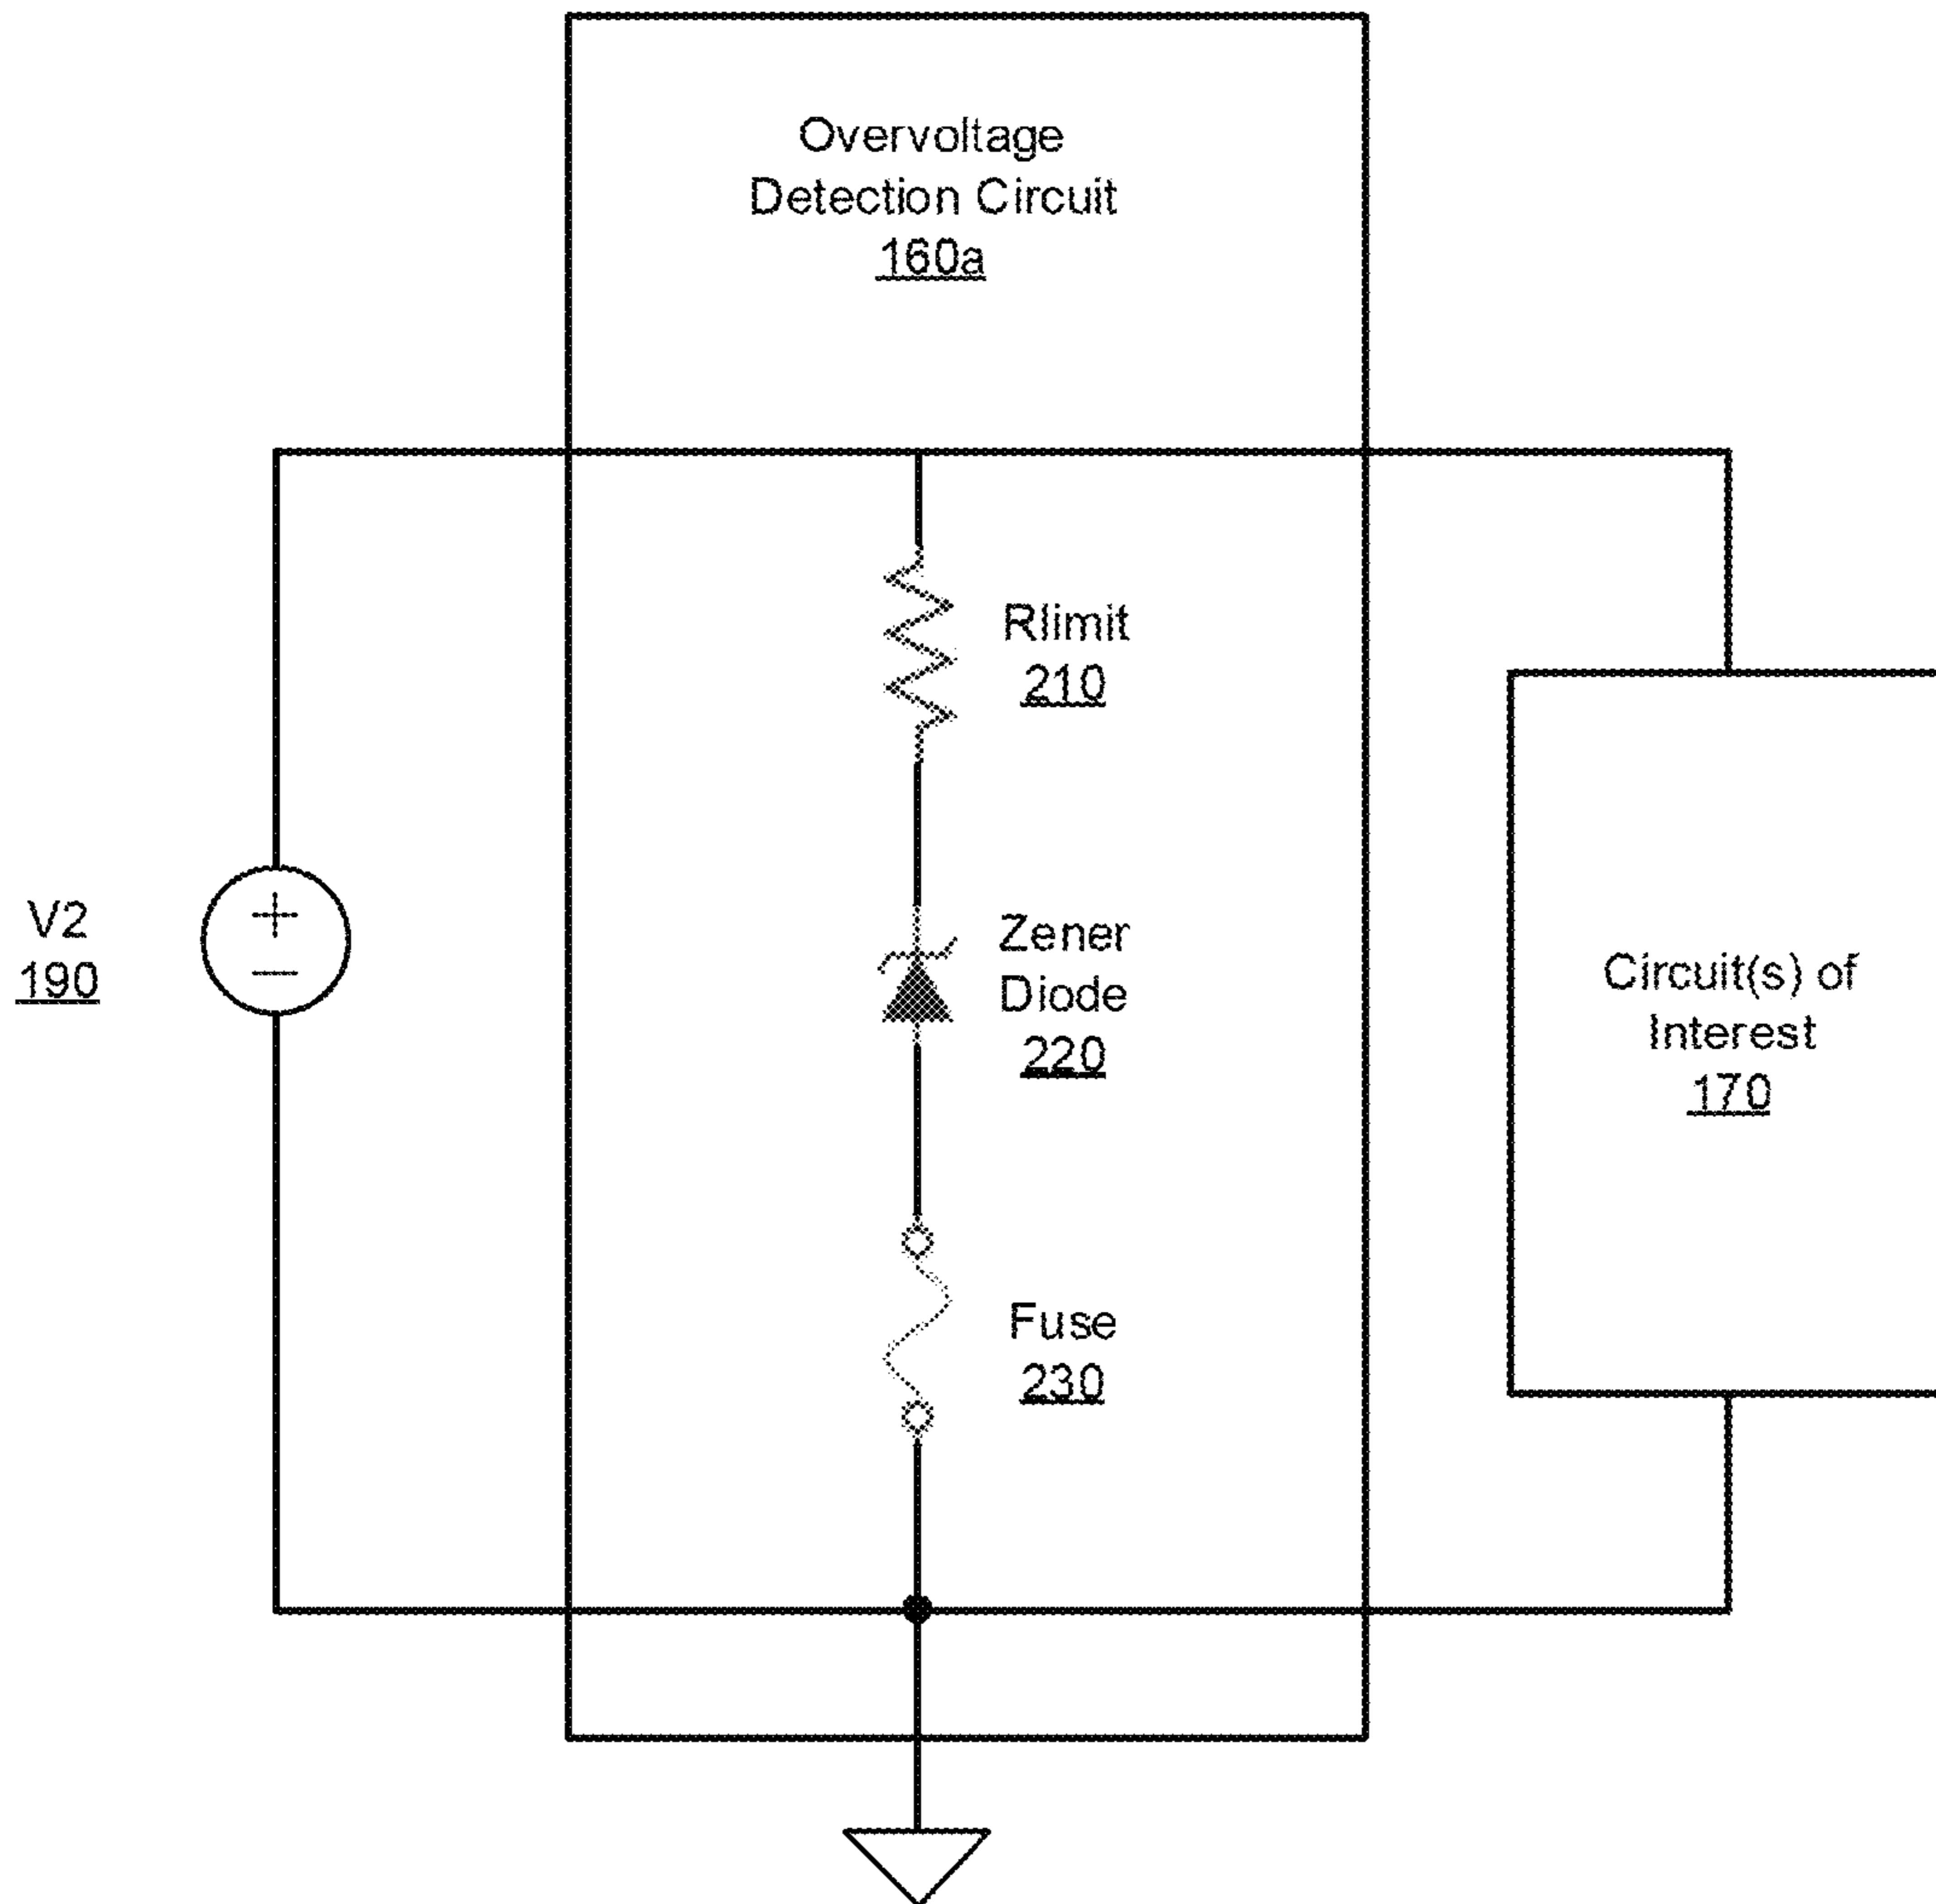 Overvoltage
Detection Circuit
160a
Rlimit
210
V2
190
+
−
Zener
Diode
220
Circuit(s) of
Interest
170
Fuse
230